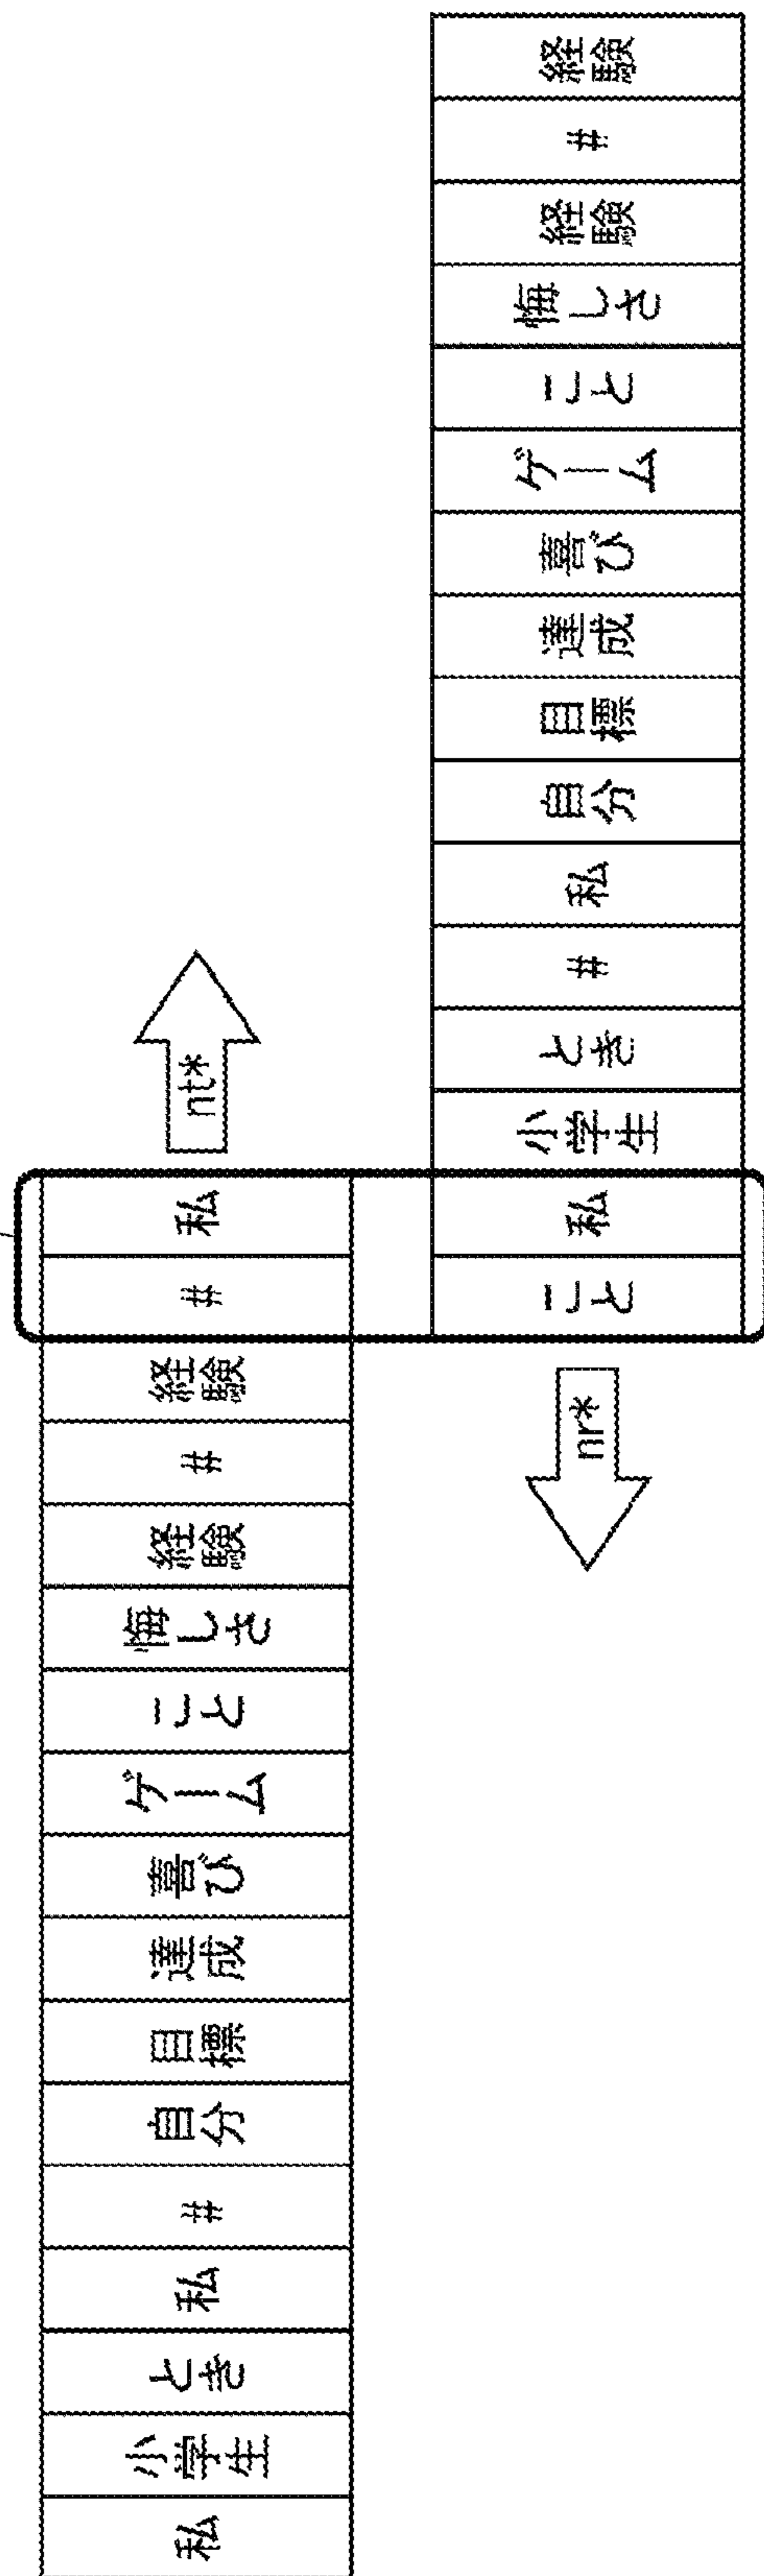 私
小学生
とき
私
#
自分
目標
達成
喜び
ゲーム
こと
悔しさ
経験
#
経験
#
私
nt*
nr*
こと
私
小学生
とき
#
私
自分
目標
達成
喜び
ゲーム
こと
悔しさ
経験
#
経験